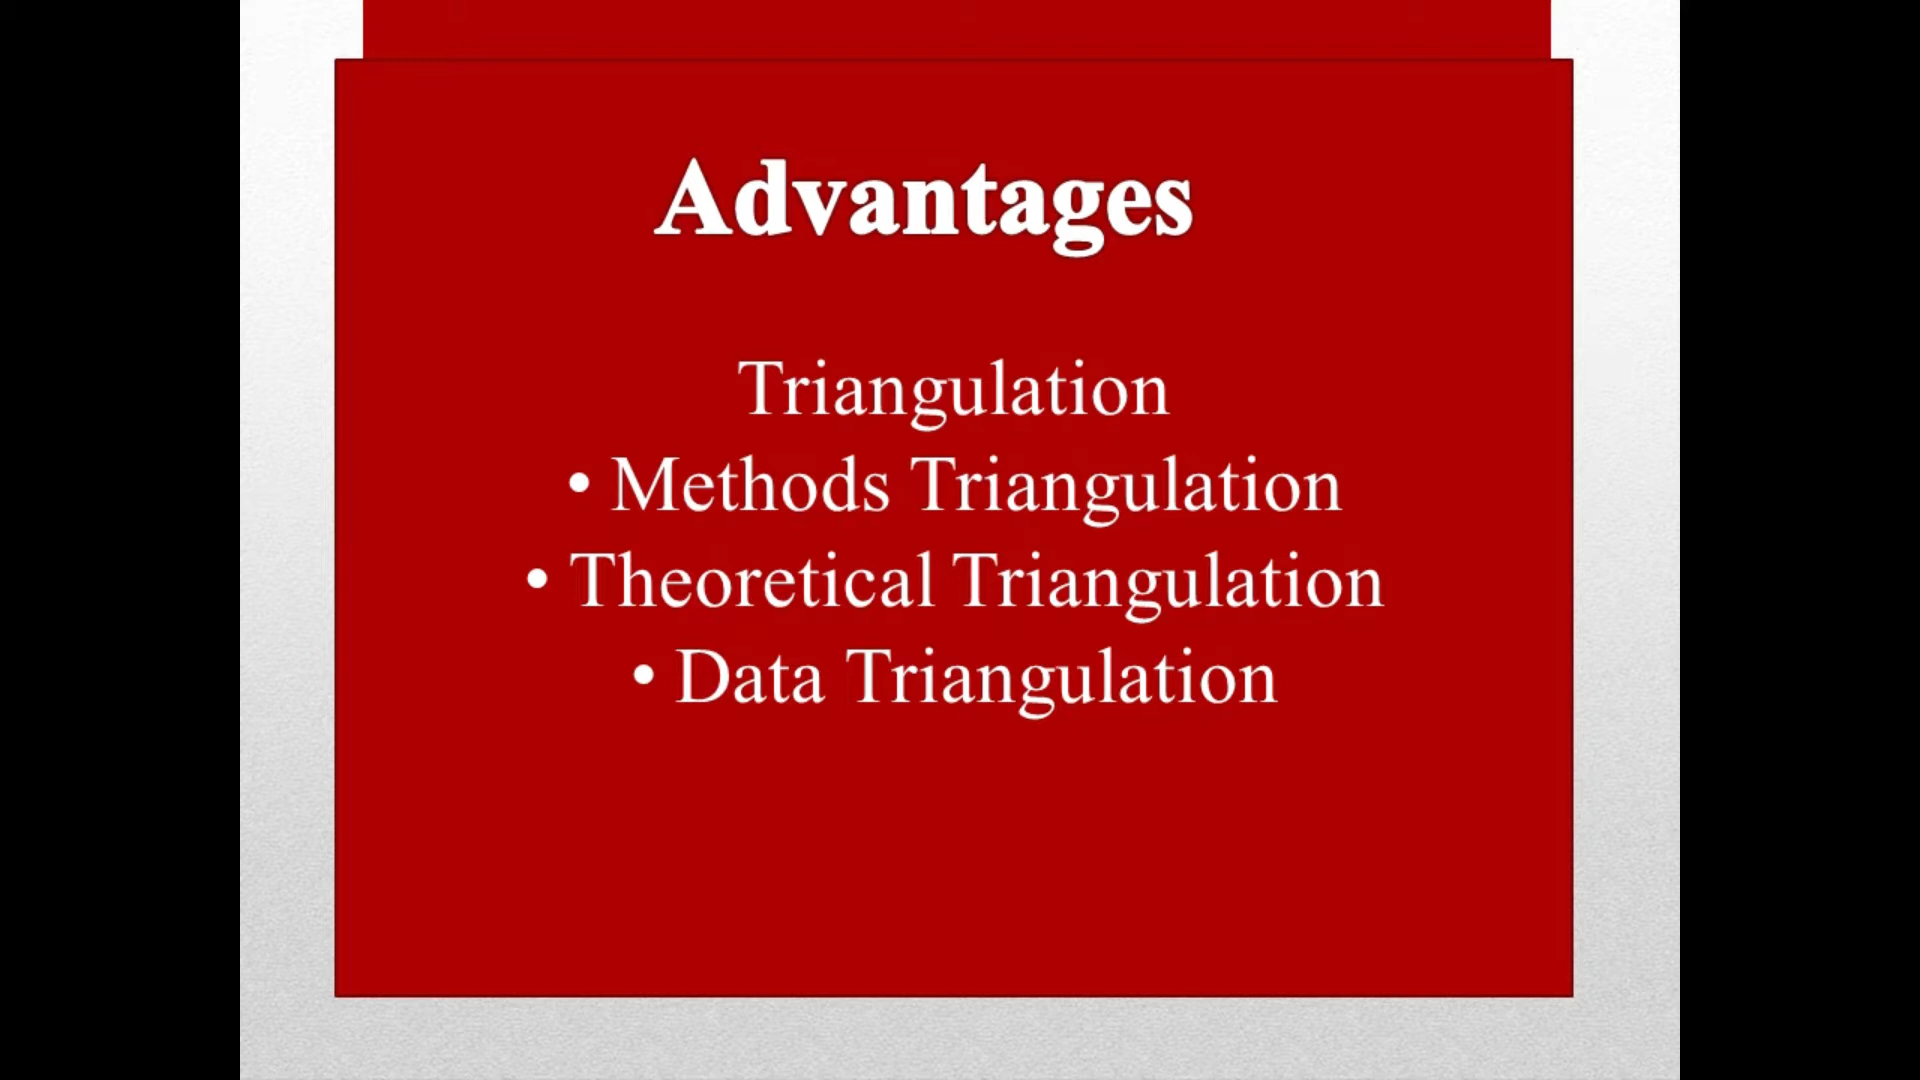 Advantages
Triangulation
• Methods Triangulation
• Theoretical Triangulation
• Data Triangulation